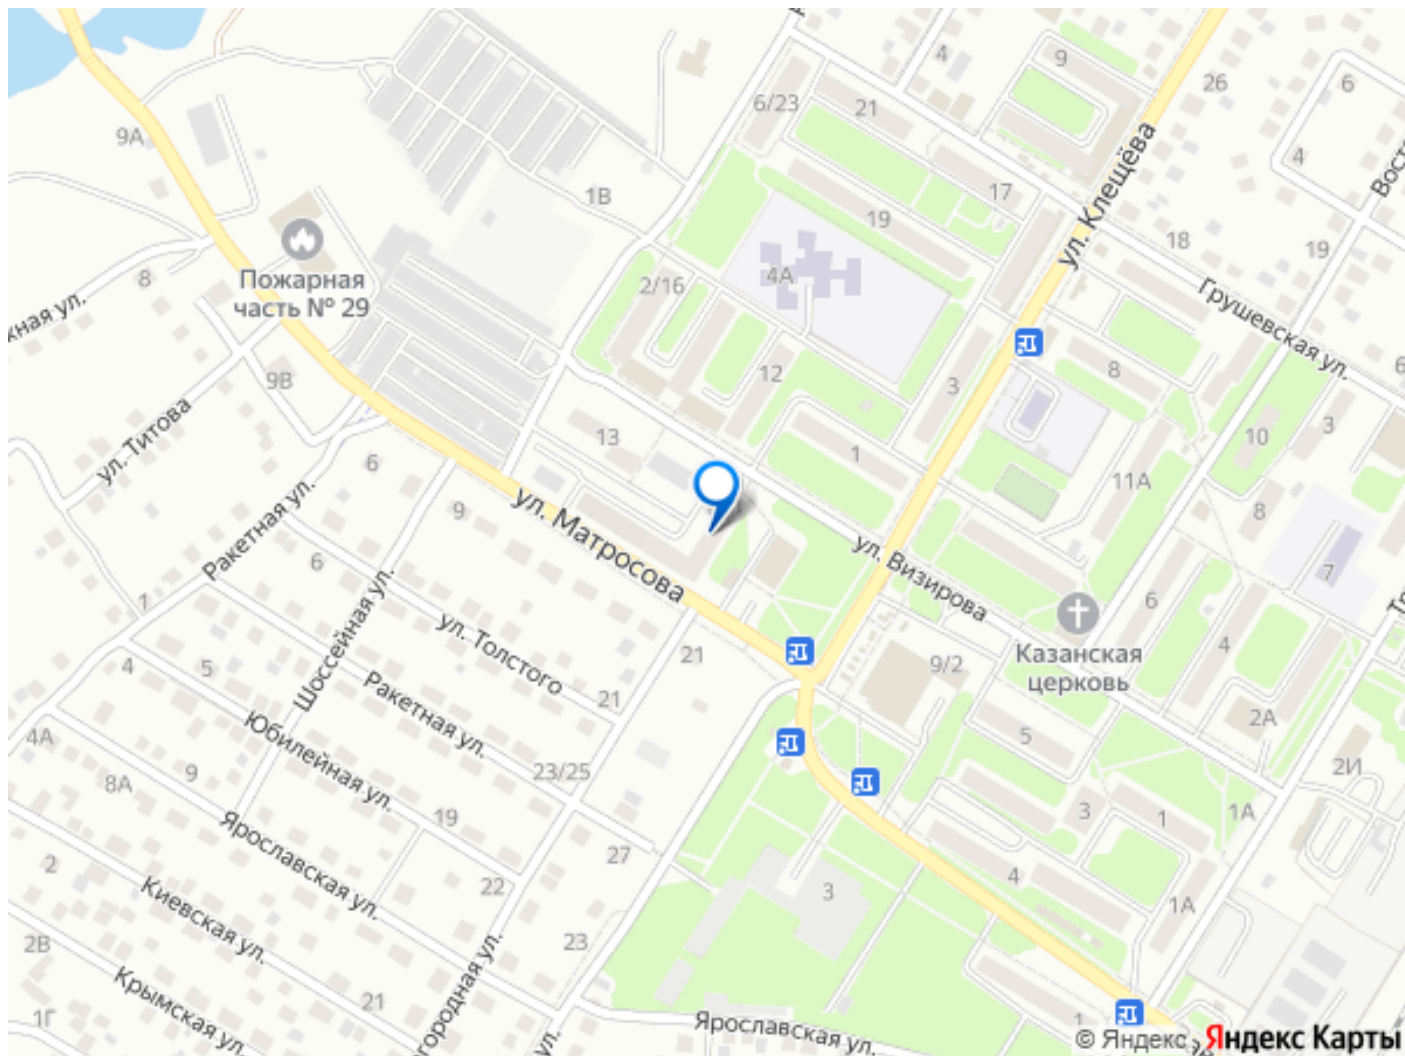 4
9
26
6
6/23
21
9А
4
ул. Клещёва
1В
17
19
18
19
4А
8
Пожарная
часть № 29
2/16
Грушевская ул.
9В
12
3
8
ул. Титова
13
1
10
3
6
11А
Ракетная ул.
9
ул. Матросова
8
6
ул. Визирова
7
1
Шоссейная ул.
ул. Толстого
6
4
5
21
9/2
Казанская
церковь
4
Ракетная ул.
21
2А
4А
Юбилейная ул.
5
8А
9
23/25
2И
19
3
1
1А
Ярославская ул.
27
2
22
4
3
Киевская ул.
1А
2В
23
Крымская ул.
21
1Г
Ярославская ул.
1
© Яндекс
Яндекс Карты